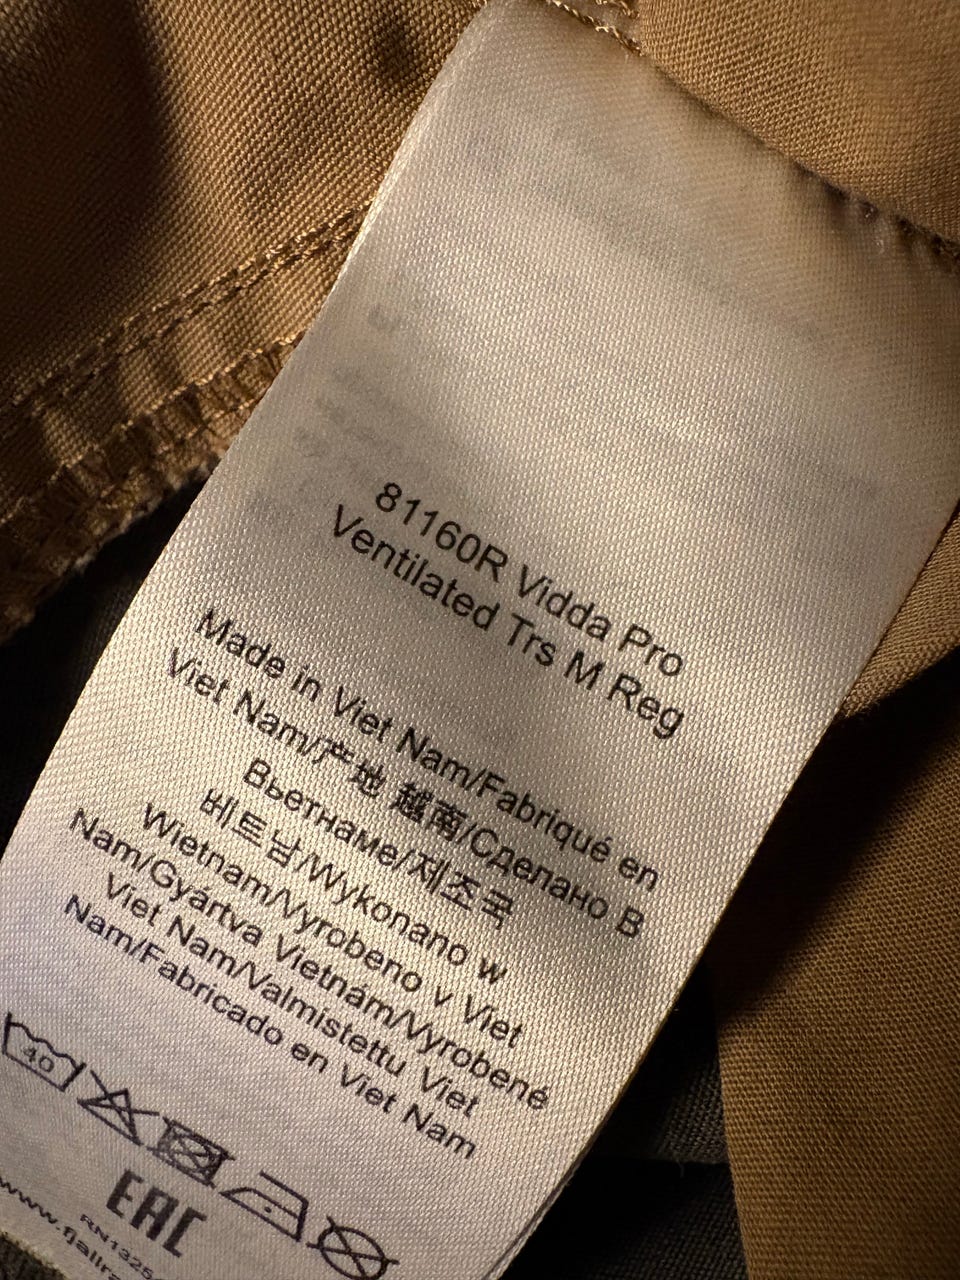 81160R Vidda Pro
Ventilated Trs M Reg
Made in Viet Nam/Fabriqué en
Viet Nam/产地 越南/Сделано В
Вьетнаме/제조국
베트남/Wykonano w
Wietnam/Vyrobeno v Viet
Nam/Gyártva Vietnám/Vyrobené
Viet Nam/Valmistettu Viet
Nam/Fabricado en Viet Nam
40
EAC